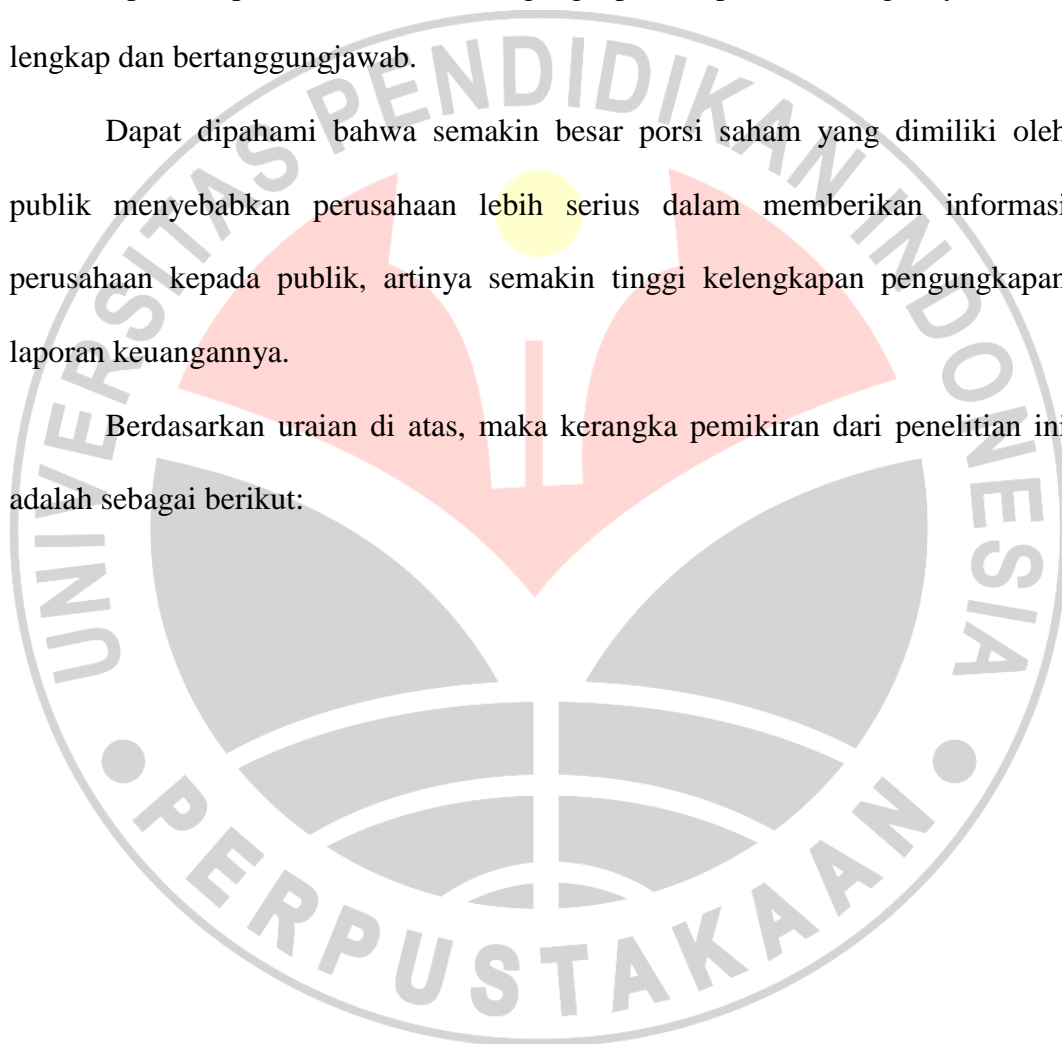 lengkap dan bertanggungjawab.
Dapat dipahami bahwa semakin besar porsi saham yang dimiliki oleh
publik menyebabkan perusahaan lebih serius dalam memberikan informasi
perusahaan kepada publik, artinya semakin tinggi kelengkapan pengungkapan
laporan keuangannya.
Berdasarkan uraian di atas, maka kerangka pemikiran dari penelitian ini
adalah sebagai berikut:
UNIVERSITAS PENDIDIKAN INDONESIA
PERPUSTAKAAN